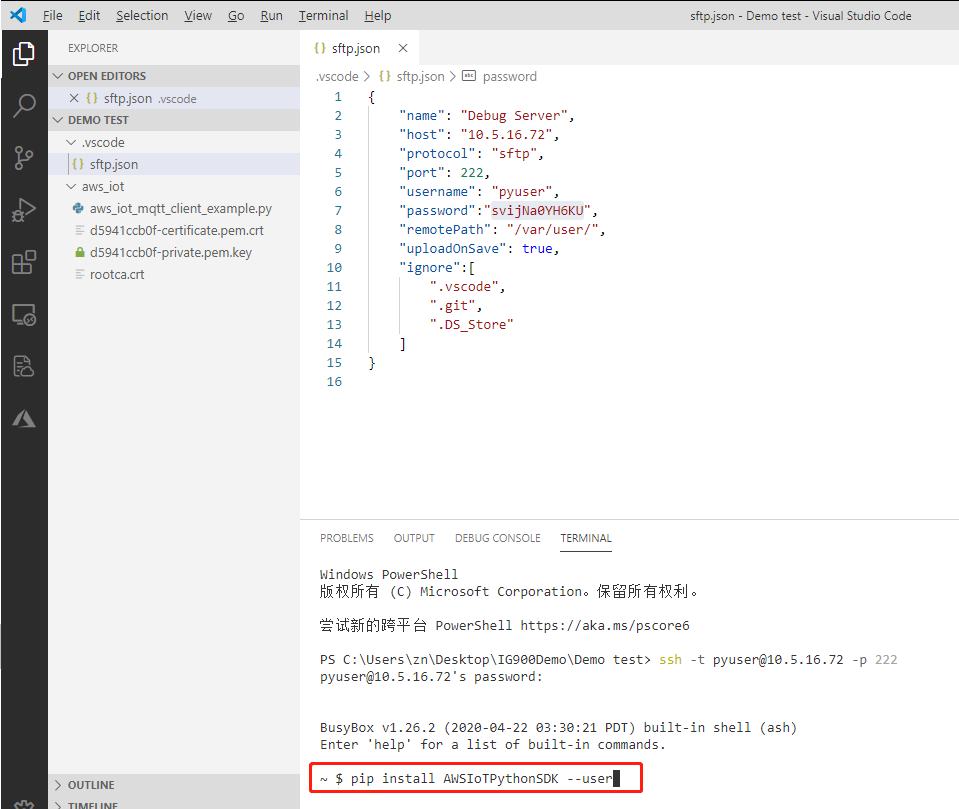 File Edit Selection View Go Run Terminal Help sftp.json - Demo test - Visual Studio Code
EXPLORER
OPEN EDITORS
{} sftp.json .vscode
DEMO TEST
.vscode
{} sftp.json
aws_iot
aws_iot_mqtt_client_example.py
d5941ccb0f-certificate.pem.crt
d5941ccb0f-private.pem.key
rootca.crt
OUTLINE
TIMELINE
{} sftp.json
.vscode > {} sftp.json > abc password
1 {
2 "name": "Debug Server",
3 "host": "10.5.16.72",
4 "protocol": "sftp",
5 "port": 222,
6 "username": "pyuser",
7 "password":"svijNa0YH6KU",
8 "remotePath": "/var/user/",
9 "uploadOnSave": true,
10 "ignore":[
11 ".vscode",
12 ".git",
13 ".DS_Store"
14 ]
15 }
16
PROBLEMS OUTPUT DEBUG CONSOLE TERMINAL
Windows PowerShell
版权所有 (C) Microsoft Corporation。保留所有权利。
尝试新的跨平台 PowerShell https://aka.ms/pscore6
PS C:\Users\zn\Desktop\IG900Demo\Demo test> ssh -t pyuser@10.5.16.72 -p 222
pyuser@10.5.16.72's password:
BusyBox v1.26.2 (2020-04-22 03:30:21 PDT) built-in shell (ash)
Enter 'help' for a list of built-in commands.
~ $ pip install AWSIoTPythonSDK --user